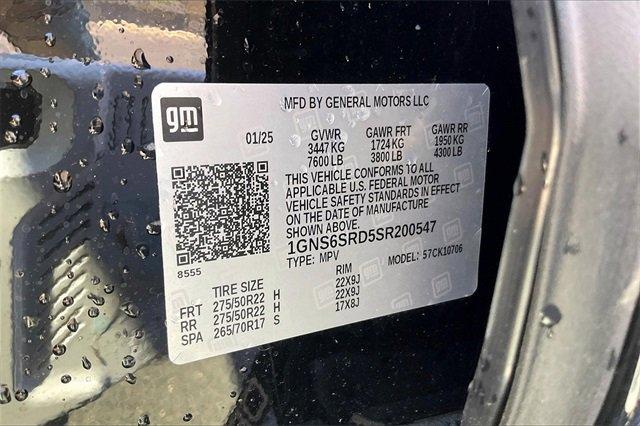 gm
MFD BY GENERAL MOTORS LLC
01/25 GVWR GAWR FRT GAWR RR
3447 KG 1724 KG 1950 KG
7600 LB 3800 LB 4300 LB
THIS VEHICLE CONFORMS TO ALL
APPLICABLE U.S. FEDERAL MOTOR
VEHICLE SAFETY STANDARDS IN EFFECT
ON THE DATE OF MANUFACTURE
SHOWN ABOVE.
1GNS6SRD5SR200547
TYPE: MPV MODEL: 57CK10706
8555
TIRE SIZE RIM
FRT 275/50R22 H 22X9J
RR 275/50R22 H 22X9J
SPA 265/70R17 S 17X8J